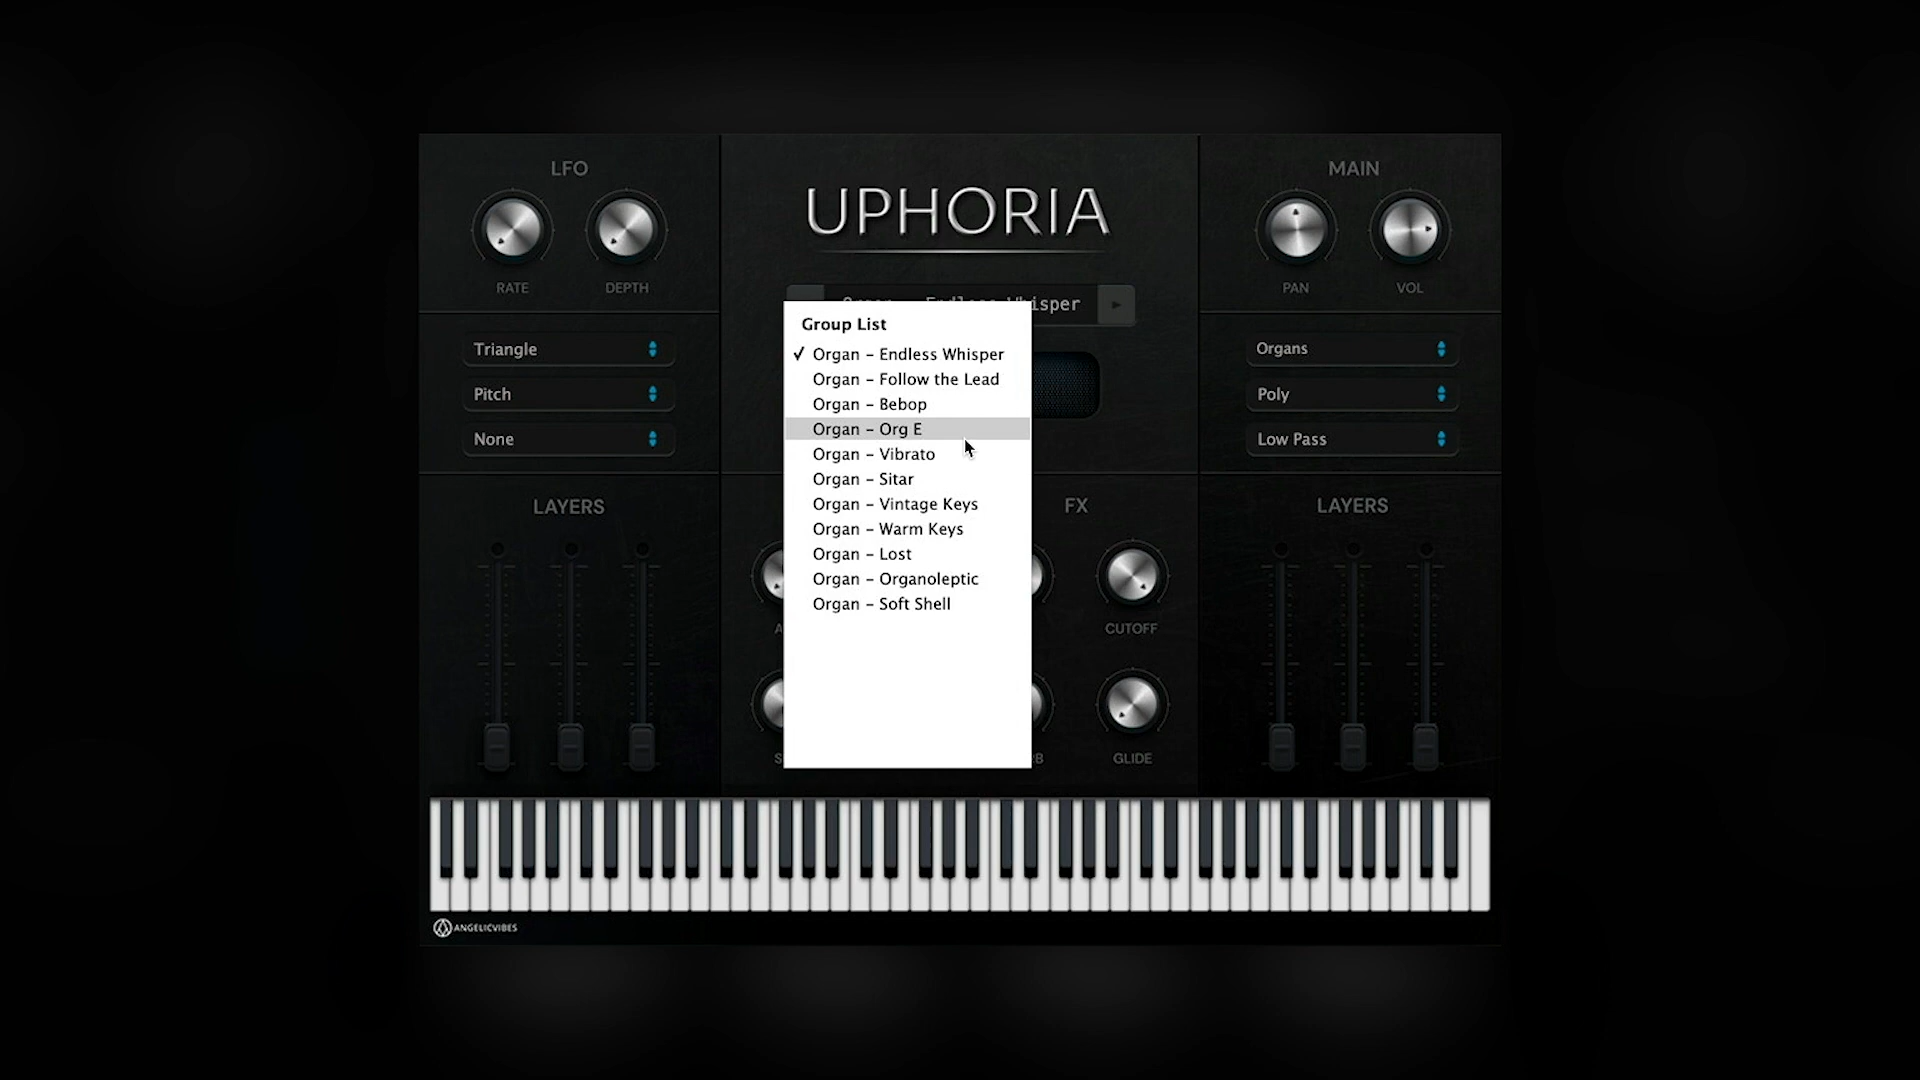 LFO
RATE
DEPTH
Triangle
Pitch
None
LAYERS
UPHORIA
Group List
✓ Organ – Endless Whisper
Organ – Follow the Lead
Organ – Bebop
Organ – Org E
Organ – Vibrato
Organ – Sitar
Organ – Vintage Keys
Organ – Warm Keys
Organ – Lost
Organ – Organoleptic
Organ – Soft Shell
FX
CUTOFF
GLIDE
MAIN
PAN
VOL
Organs
Poly
Low Pass
LAYERS
ANGELICVIBES